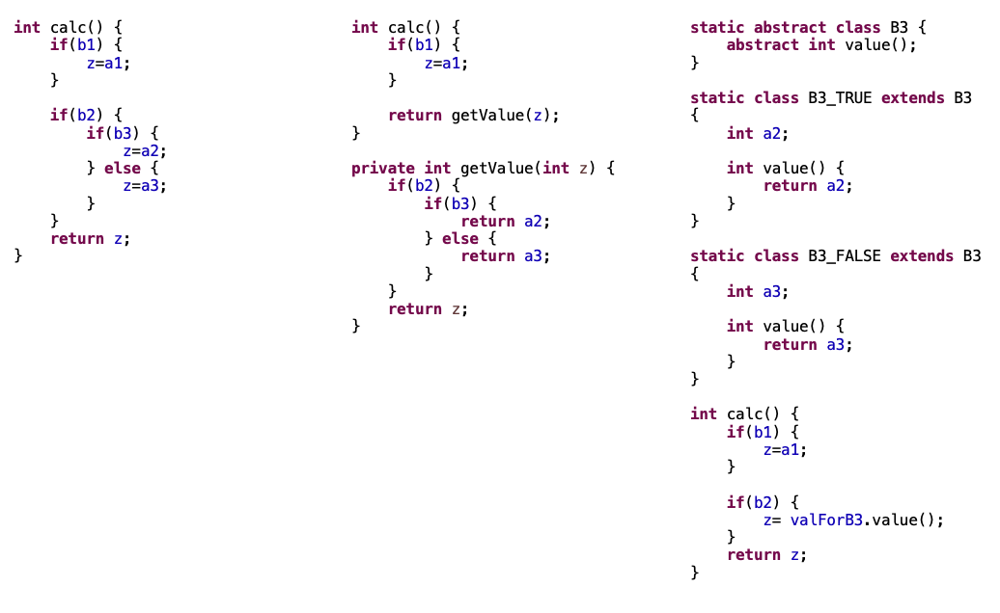 int calc() {
if(b1) {
z=a1;
}
if(b2) {
if(b3) {
z=a2;
} else {
z=a3;
}
}
return z;
}
int calc() {
if(b1) {
z=a1;
}
return getValue(z);
}
private int getValue(int z) {
if(b2) {
if(b3) {
return a2;
} else {
return a3;
}
}
return z;
}
static abstract class B3 {
abstract int value();
}
static class B3_TRUE extends B3
{
int a2;
int value() {
return a2;
}
}
static class B3_FALSE extends B3
{
int a3;
int value() {
return a3;
}
}
int calc() {
if(b1) {
z=a1;
}
if(b2) {
z= valForB3.value();
}
return z;
}